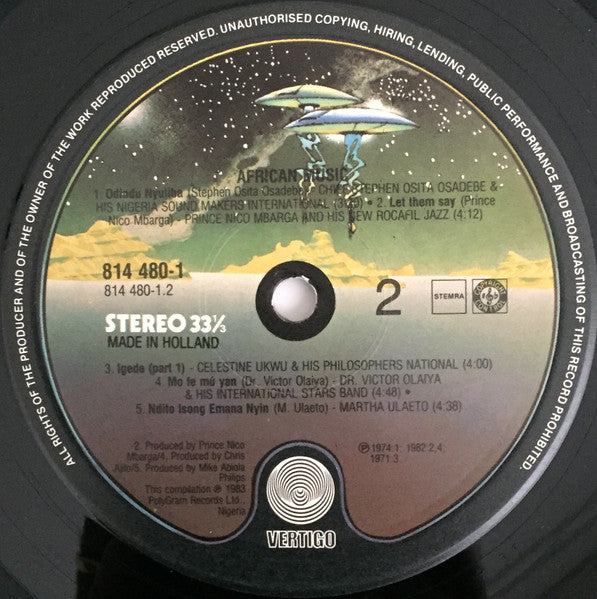 ALL RIGHTS OF THE PRODUCER AND OF THE OWNER OF THE WORK REPRODUCED RESERVED. UNAUTHORISED COPYING, HIRING, LENDING, PUBLIC PERFORMANCE AND BROADCASTING OF THIS RECORD PROHIBITED.
AFRICAN MUSIC
1. Odiadu Nyuliba (Stephen Osita Osadebe) - CHIEF STEPHEN OSITA OSADEBE &
HIS NIGERIA SOUND MAKERS INTERNATIONAL (3:29) • 2. Let them say (Prince
Nico Mbarga) - PRINCE NICO MBARGA AND HIS NEW ROCAFIL JAZZ (4:12)
814 480-1
814 480-1.2
2
STEMRA
COPYRIGHT CONTROL
STEREO 33⅓
MADE IN HOLLAND
3. Igede (part 1) - CELESTINE UKWU & HIS PHILOSOPHERS NATIONAL (4:00)
4. Mo fe mú yan (Dr. Victor Olaiya) - DR. VICTOR OLAIYA
& HIS INTERNATIONAL STARS BAND (4:48) •
5. Ndito Isong Emana Nyin (M. Ulaeto) - MARTHA ULAETO (4:38)
2. Produced by Prince Nico
Mbarga/4. Produced by Chris
Ajilo/5. Produced by Mike Abiola
Philips
This compilation ℗ 1983
PolyGram Records Ltd.,
Nigeria
℗ 1974.1; 1982.2,4;
1971.3
VERTIGO